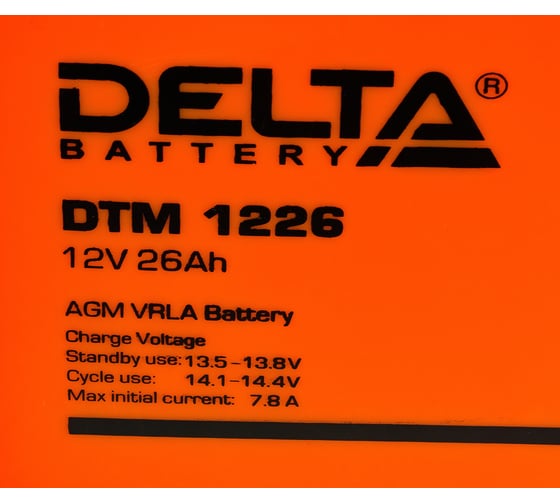 DELTA®
BATTERY
DTM 1226
12V 26Ah
AGM VRLA Battery
Charge Voltage
Standby use: 13.5-13.8V
Cycle use: 14.1-14.4V
Max initial current: 7.8 A